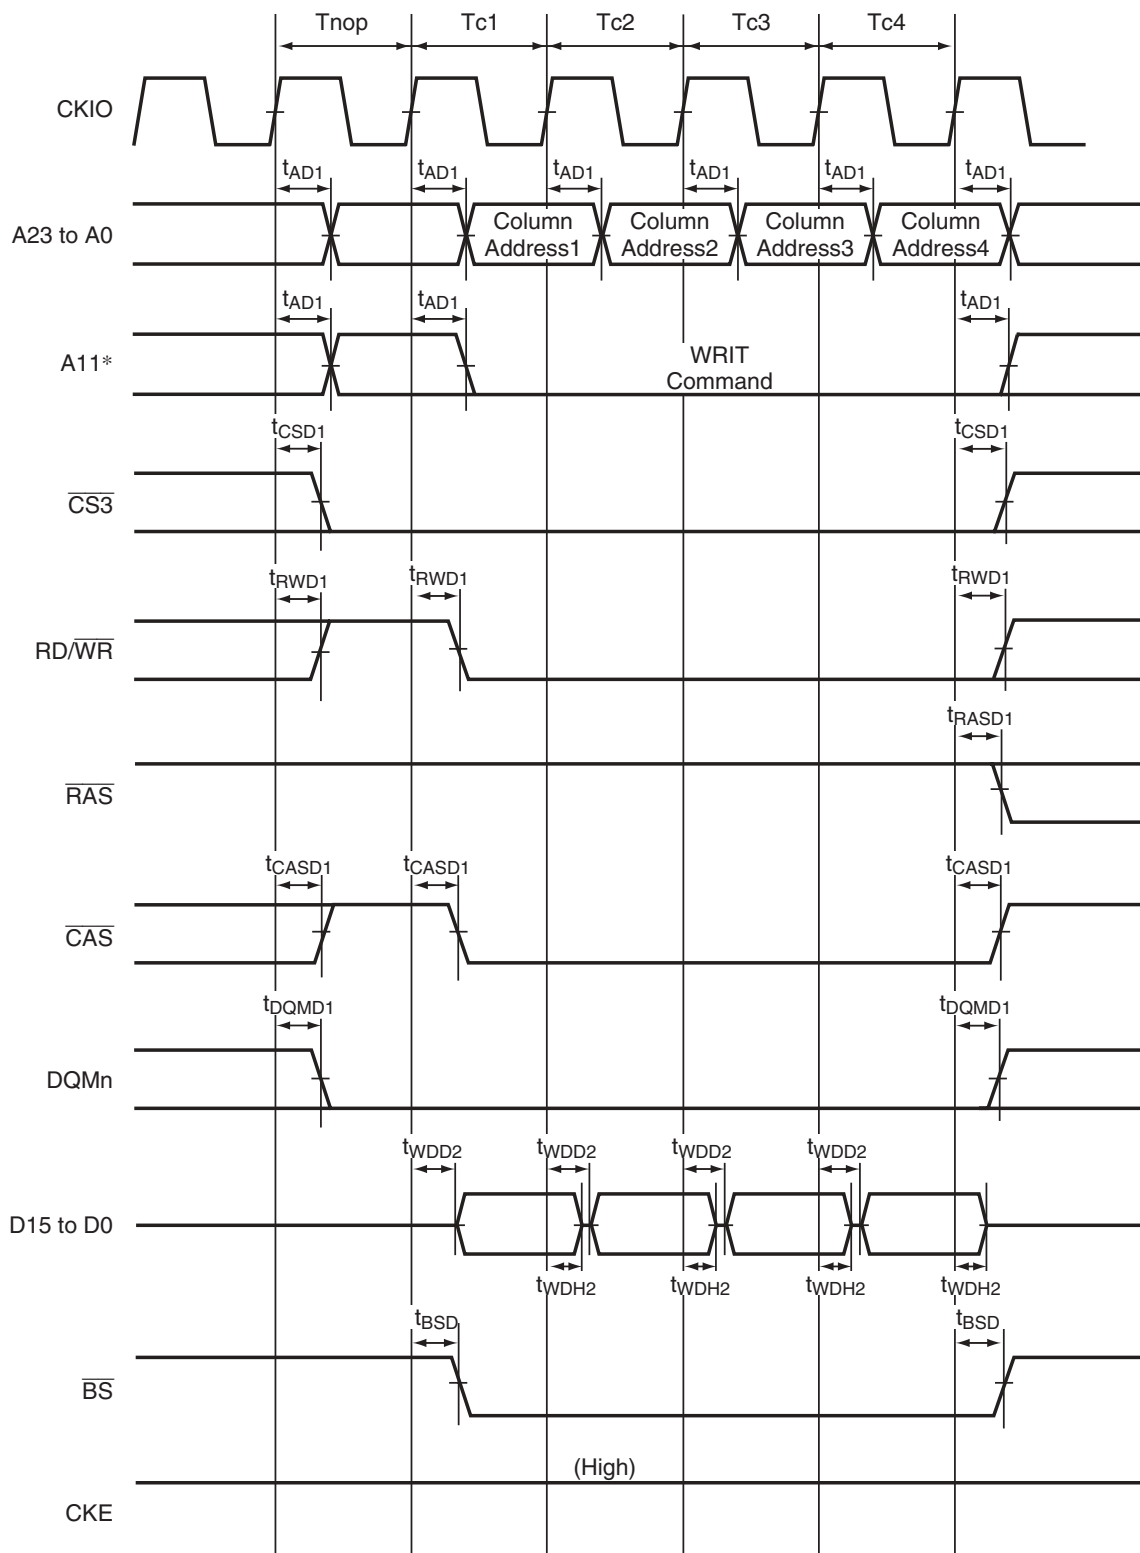 Tnop Tc1 Tc2 Tc3 Tc4
CKIO
tAD1 tAD1 tAD1 tAD1 tAD1 tAD1
A23 to A0
Column Address1
Column Address2
Column Address3
Column Address4
tAD1 tAD1 tAD1
A11*
WRIT
Command
tCSD1 tCSD1
CS3
tRWD1 tRWD1 tRWD1
RD/WR
tRASD1
RAS
tCASD1 tCASD1 tCASD1
CAS
tDQMD1 tDQMD1
DQMn
tWDD2 tWDD2 tWDD2 tWDD2
D15 to D0
tWDH2 tWDH2 tWDH2 tWDH2
tBSD tBSD
BS
(High)
CKE